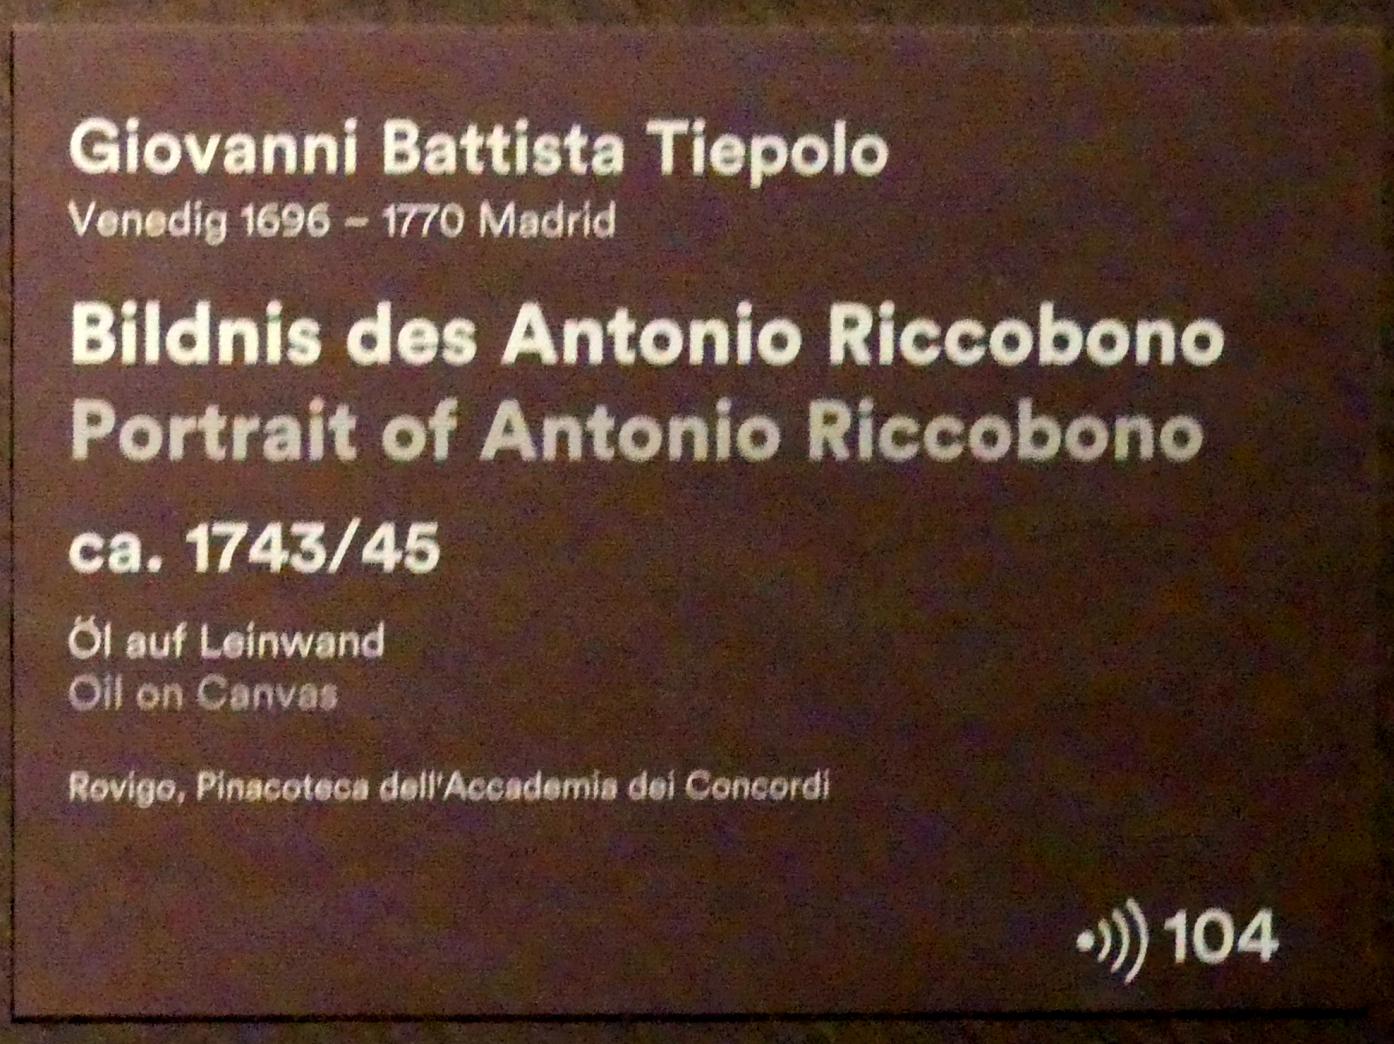 Giovanni Battista Tiepolo
Venedig 1696 – 1770 Madrid
Bildnis des Antonio Riccobono
Portrait of Antonio Riccobono
ca. 1743/45
Öl auf Leinwand
Oil on Canvas
Rovigo, Pinacoteca dell'Accademia dei Concordi
104